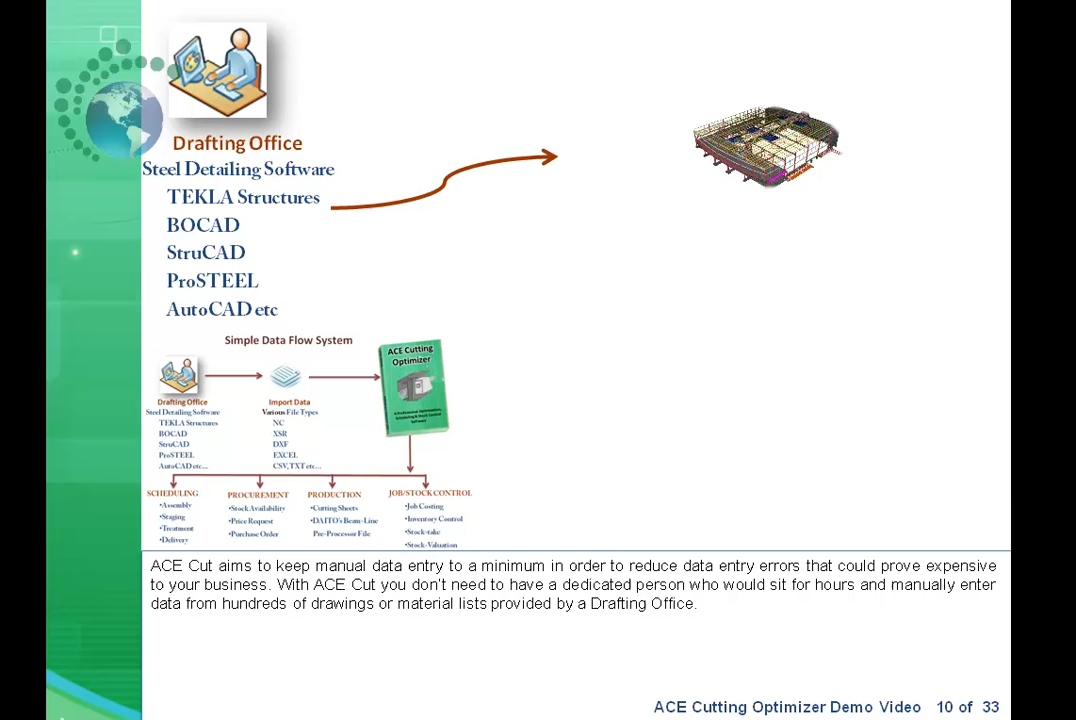 Drafting Office
Steel Detailing Software
TEKLA Structures
BOCAD
StruCAD
ProSTEEL
AutoCAD etc
Simple Data Flow System
Drafting Office
Steel Detailing Software
TEKLA Structures
BOCAD
StruCAD
ProSTEEL
AutoCAD etc...
Import Data
Various File Types
NC
XSR
DXF
EXCEL
CSV,TXT etc...
ACE Cutting
Optimizer
A Professional Optimization,
Scheduling & Stock Control
Software
SCHEDULING
•Assembly
•Staging
•Treatment
•Delivery
PROCUREMENT
•Stock Availability
•Price Request
•Purchase Order
PRODUCTION
•Cutting Sheets
•DAITO's Beam-Line
Pre-Processor File
JOB/STOCK CONTROL
•Job Costing
•Inventory Control
•Stock-take
•Stock-Valuation
ACE Cut aims to keep manual data entry to a minimum in order to reduce data entry errors that could prove expensive
to your business. With ACE Cut you don't need to have a dedicated person who would sit for hours and manually enter
data from hundreds of drawings or material lists provided by a Drafting Office.
ACE Cutting Optimizer Demo Video 10 of 33